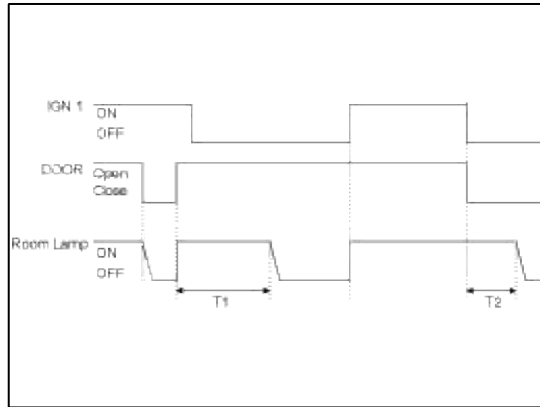 IGN 1
ON
OFF
DOOR
Open
Close
Room Lamp
ON
OFF
T1
T2